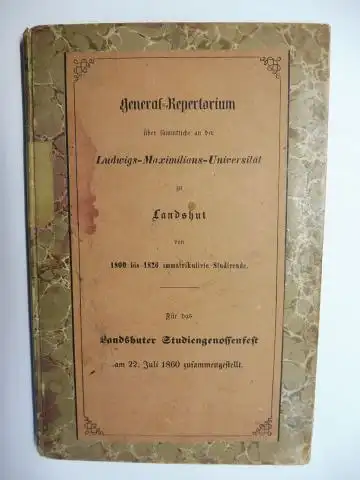 General-Repertorium
über sämmtliche an der
Ludwigs-Maximilians-Universität
zu
Landshut
von
1800 bis 1826 immatrikulirte Studirende.
Für das
Landshuter Studiengenossenfest
am 22. Juli 1860 zusammengestellt.